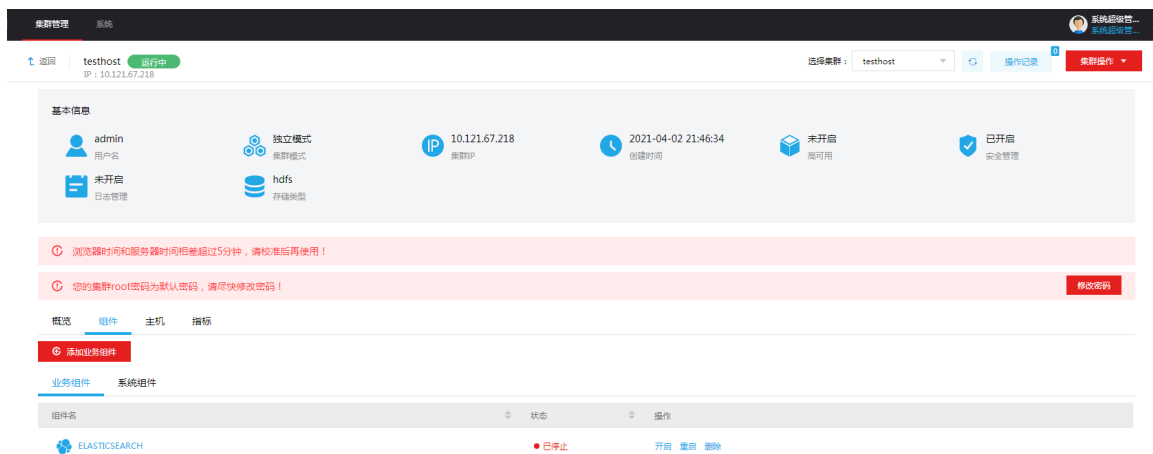 集群管理 系统 系统超级管...
系统超级管...
返回 testhost 运行中 选择集群： testhost 操作记录 0 集群操作
IP：10.121.67.218
基本信息
admin 独立模式 10.121.67.218 2021-04-02 21:46:34 未开启 已开启
用户名 集群模式 IP 集群IP 创建时间 高可用 安全管理
未开启 hdfs
日志管理 存储类型
浏览器时间和服务器时间相差超过5分钟，请校准后再使用！
您的集群root密码为默认密码，请尽快修改密码！ 修改密码
概览 组件 主机 指标
添加业务组件
业务组件 系统组件
组件名 状态 操作
ELASTICSEARCH 已停止 开启 重启 删除